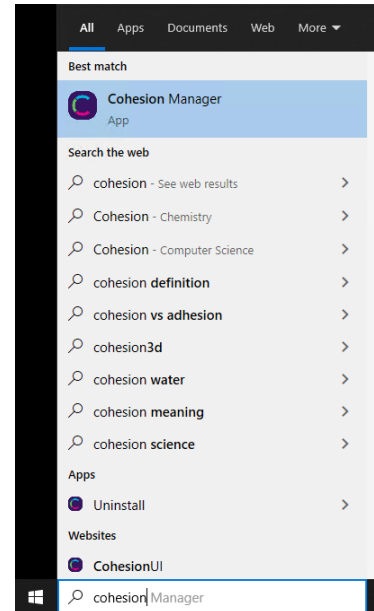 All Apps Documents Web More
Best match
Cohesion Manager
App
Search the web
cohesion - See web results
Cohesion - Chemistry
Cohesion - Computer Science
cohesion definition
cohesion vs adhesion
cohesion3d
cohesion water
cohesion meaning
cohesion science
Apps
Uninstall
Websites
CohesionUI
cohesion Manager